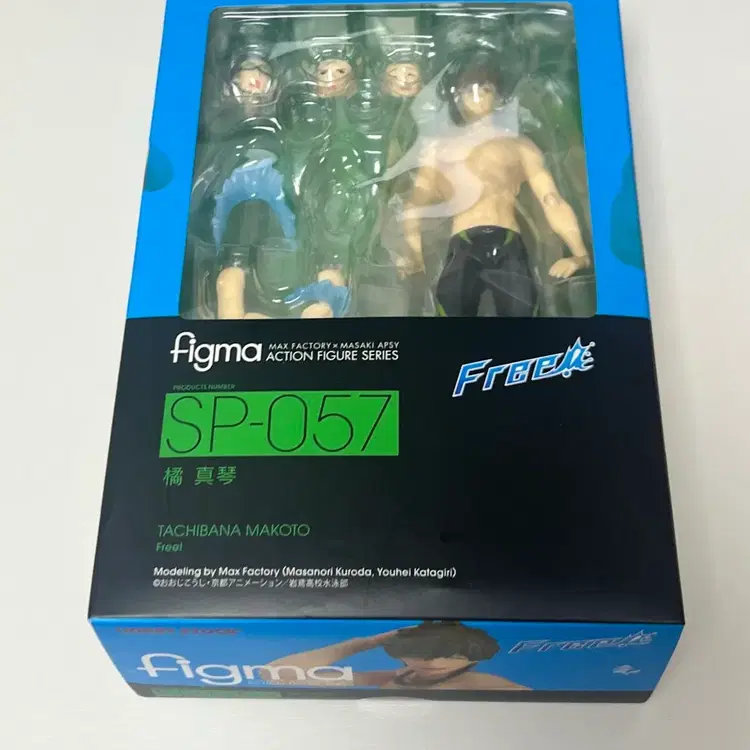 figma
MAX FACTORY × MASAKI APSY
ACTION FIGURE SERIES
Free!
PRODUCTS NUMBER
SP-057
橘 真琴
TACHIBANA MAKOTO
Free!
Modeling by Max Factory (Masanori Kuroda, Youhei Katagiri)
©おおじこうじ・京都アニメーション/岩鳶高校水泳部
figma
Free!